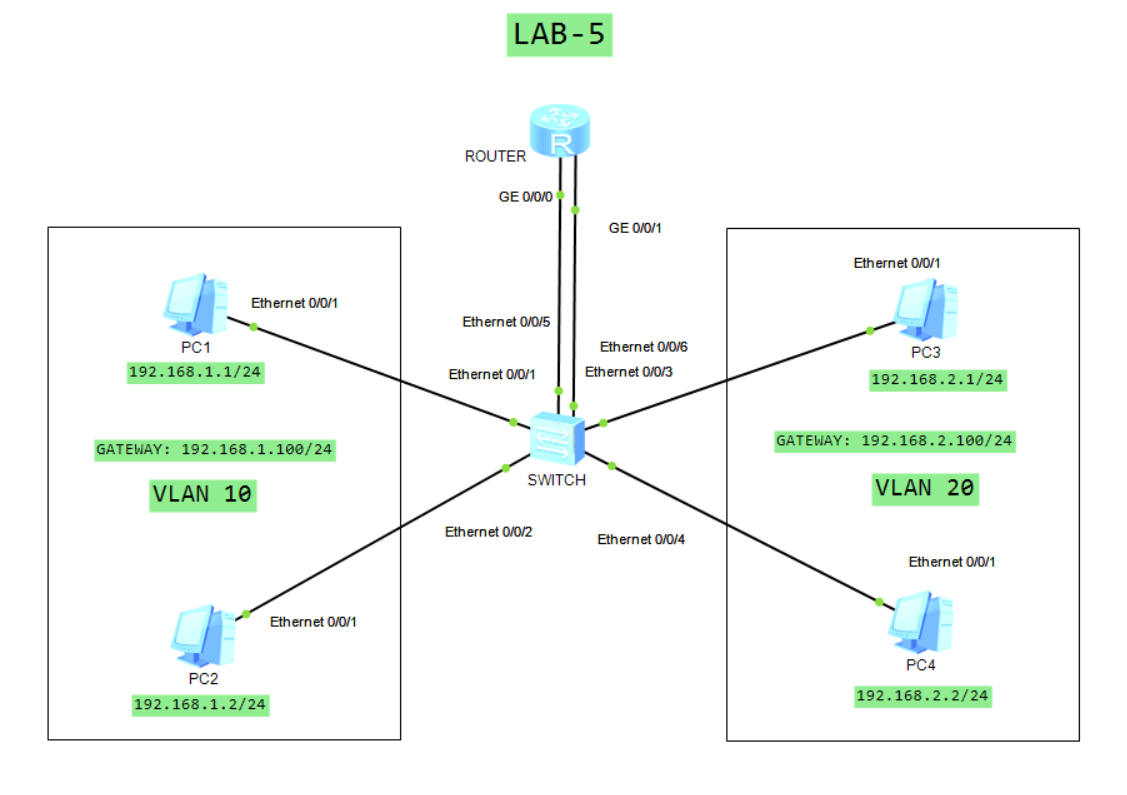 LAB-5
R
ROUTER
GE 0/0/0
GE 0/0/1
Ethernet 0/0/1
PC1
192.168.1.1/24
GATEWAY: 192.168.1.100/24
VLAN 10
Ethernet 0/0/1
PC2
192.168.1.2/24
Ethernet 0/0/5
Ethernet 0/0/6
Ethernet 0/0/1
Ethernet 0/0/3
SWITCH
Ethernet 0/0/2
Ethernet 0/0/4
Ethernet 0/0/1
PC3
192.168.2.1/24
GATEWAY: 192.168.2.100/24
VLAN 20
Ethernet 0/0/1
PC4
192.168.2.2/24